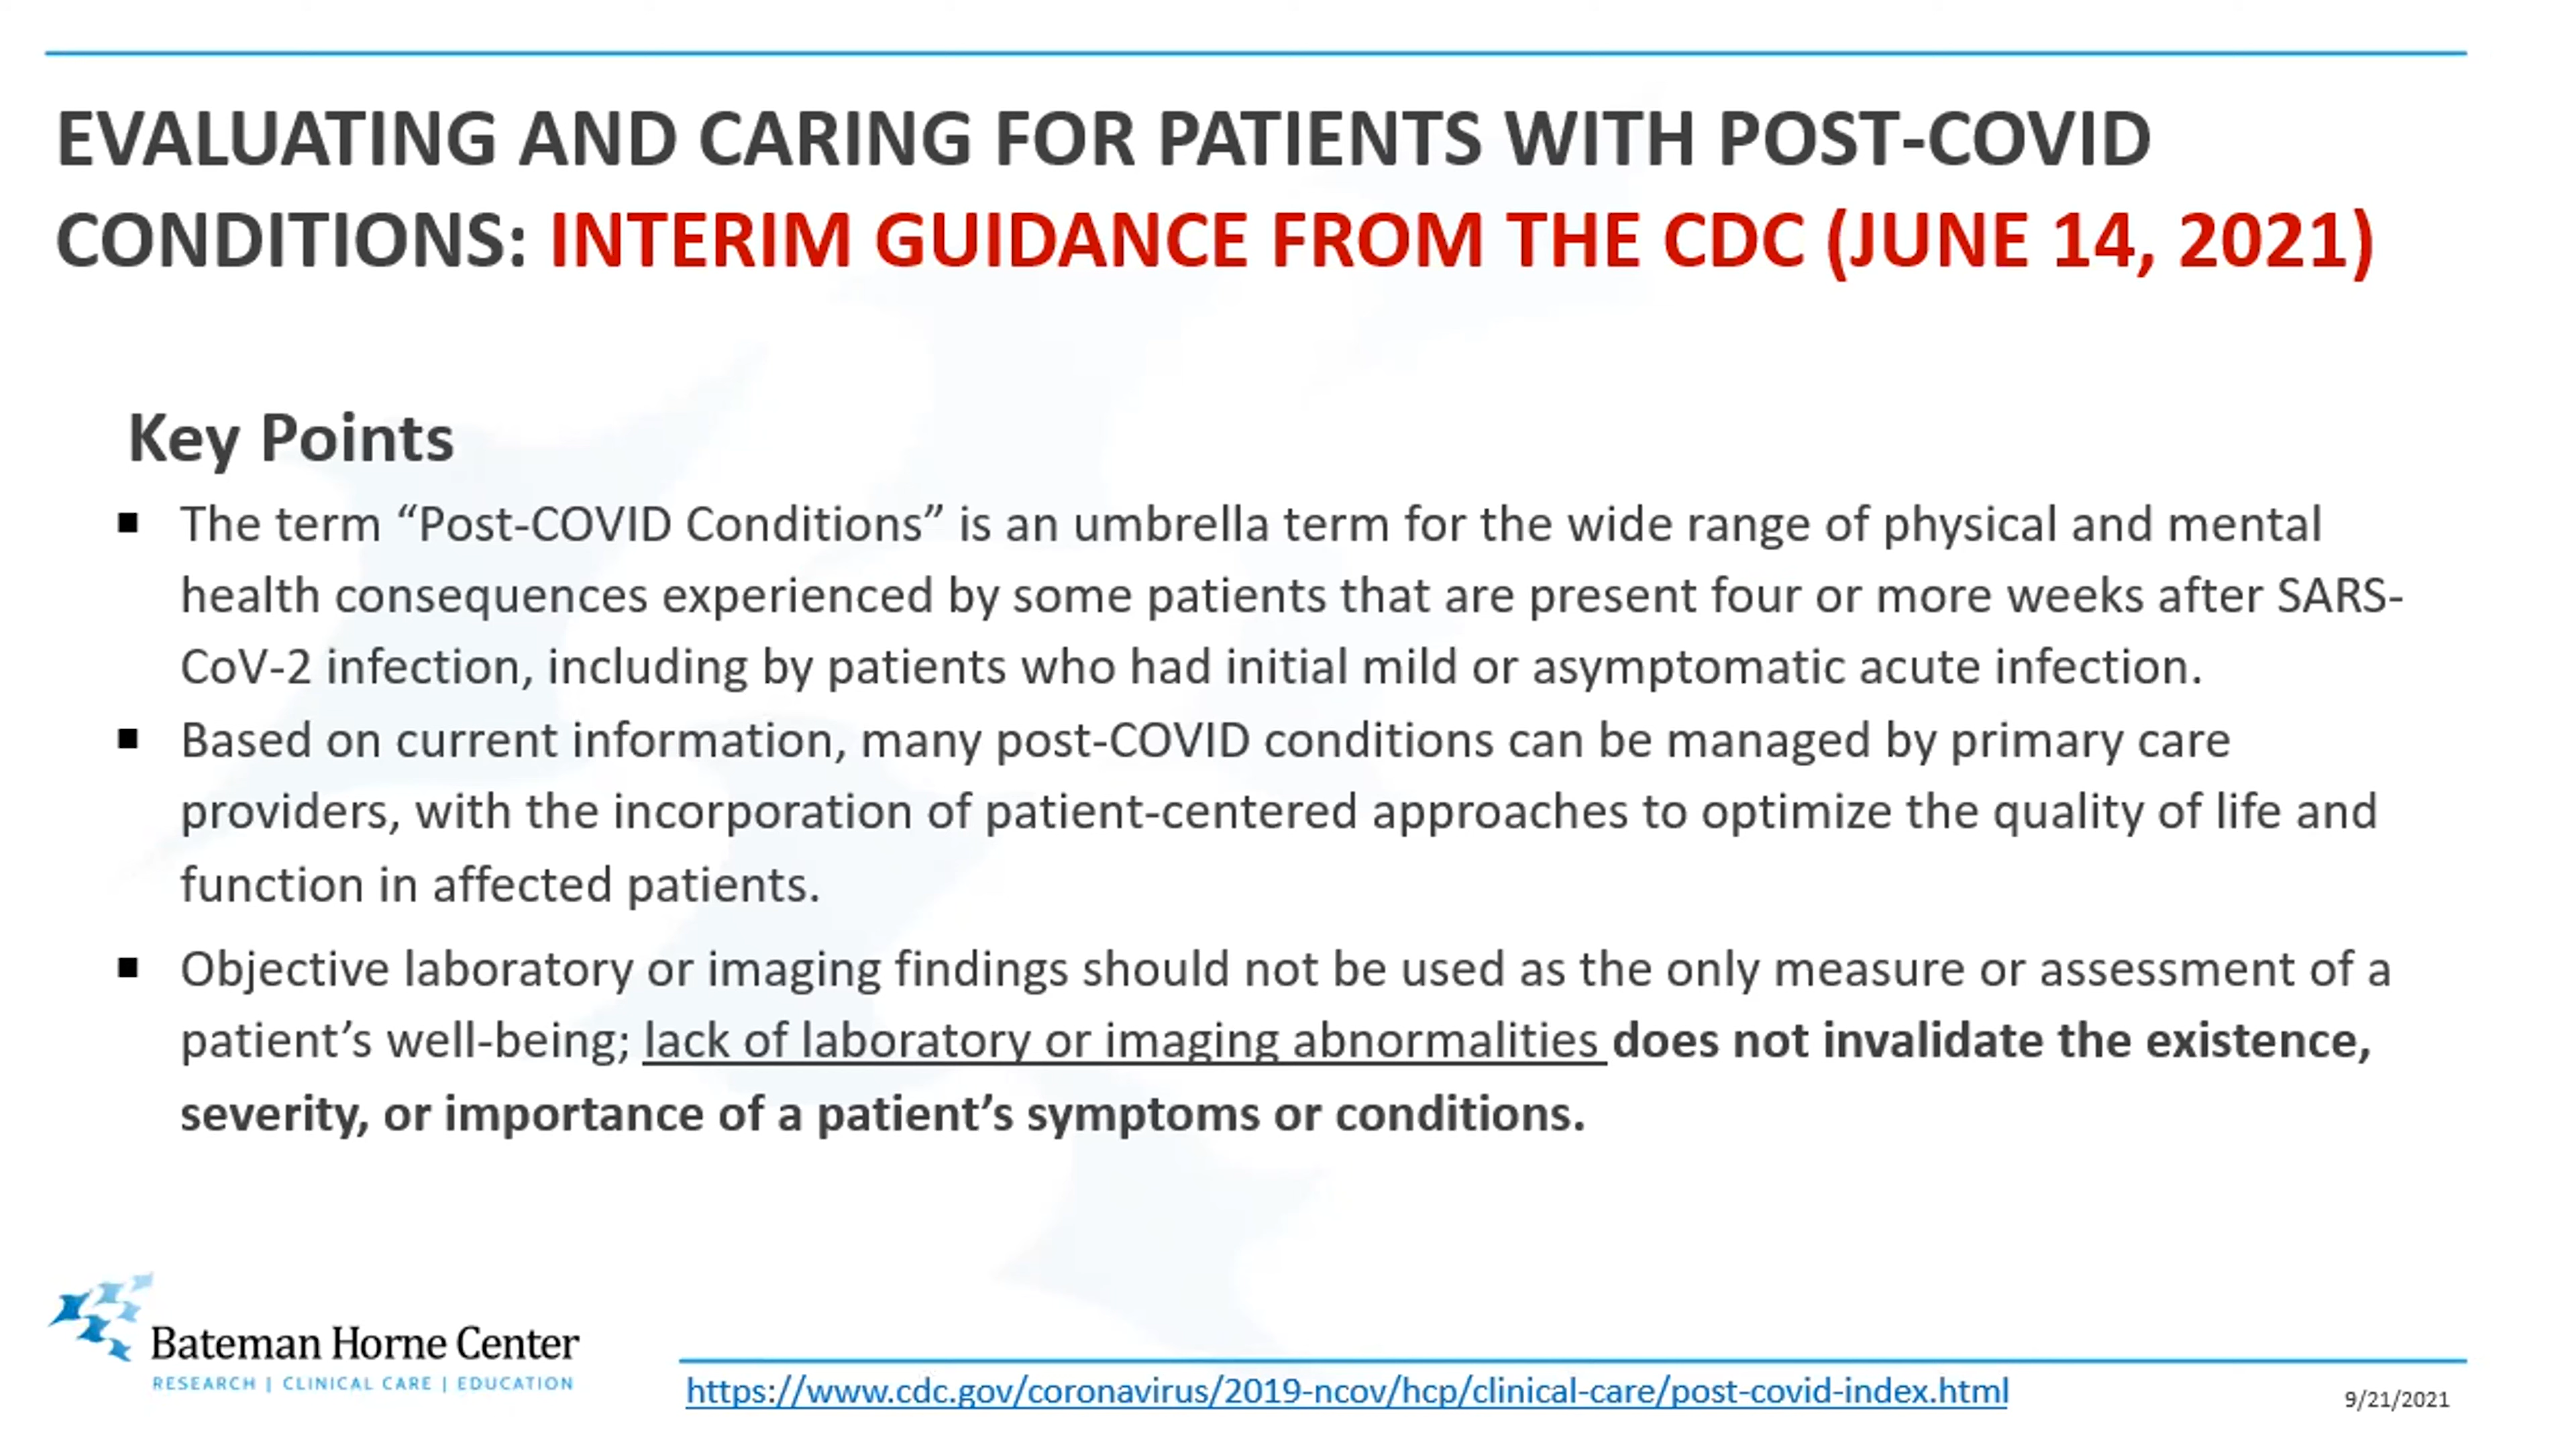 EVALUATING AND CARING FOR PATIENTS WITH POST-COVID
CONDITIONS: INTERIM GUIDANCE FROM THE CDC (JUNE 14, 2021)
Key Points
▪ The term “Post-COVID Conditions” is an umbrella term for the wide range of physical and mental
health consequences experienced by some patients that are present four or more weeks after SARS-
CoV-2 infection, including by patients who had initial mild or asymptomatic acute infection.
▪ Based on current information, many post-COVID conditions can be managed by primary care
providers, with the incorporation of patient-centered approaches to optimize the quality of life and
function in affected patients.
▪ Objective laboratory or imaging findings should not be used as the only measure or assessment of a
patient’s well-being; lack of laboratory or imaging abnormalities does not invalidate the existence,
severity, or importance of a patient’s symptoms or conditions.
Bateman Horne Center
RESEARCH | CLINICAL CARE | EDUCATION
https://www.cdc.gov/coronavirus/2019-ncov/hcp/clinical-care/post-covid-index.html
9/21/2021